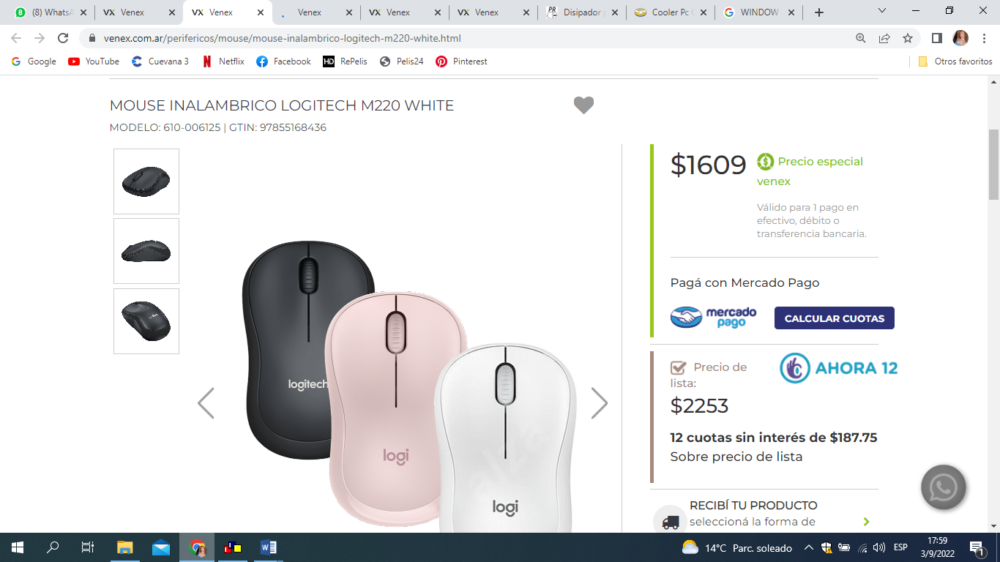 (8) WhatsA
Venex
Venex
Venex
Venex
Venex
Disipador
Cooler Pc
WINDOW
venex.com.ar/perifericos/mouse/mouse-inalambrico-logitech-m220-white.html
Google
YouTube
Cuevana 3
Netflix
Facebook
HD RePelis
Pelis24
Pinterest
Otros favoritos
MOUSE INALAMBRICO LOGITECH M220 WHITE
MODELO: 610-006125 | GTIN: 97855168436
logitech
logi
logi
$1609
Precio especial
venex
Válido para 1 pago en
efectivo, débito o
transferencia bancaria.
Pagá con Mercado Pago
mercado
pago
CALCULAR CUOTAS
Precio de
lista:
AHORA 12
$2253
12 cuotas sin interés de $187.75
Sobre precio de lista
RECIBÍ TU PRODUCTO
seleccioná la forma de
14°C Parc. soleado
ESP
17:59
3/9/2022
1